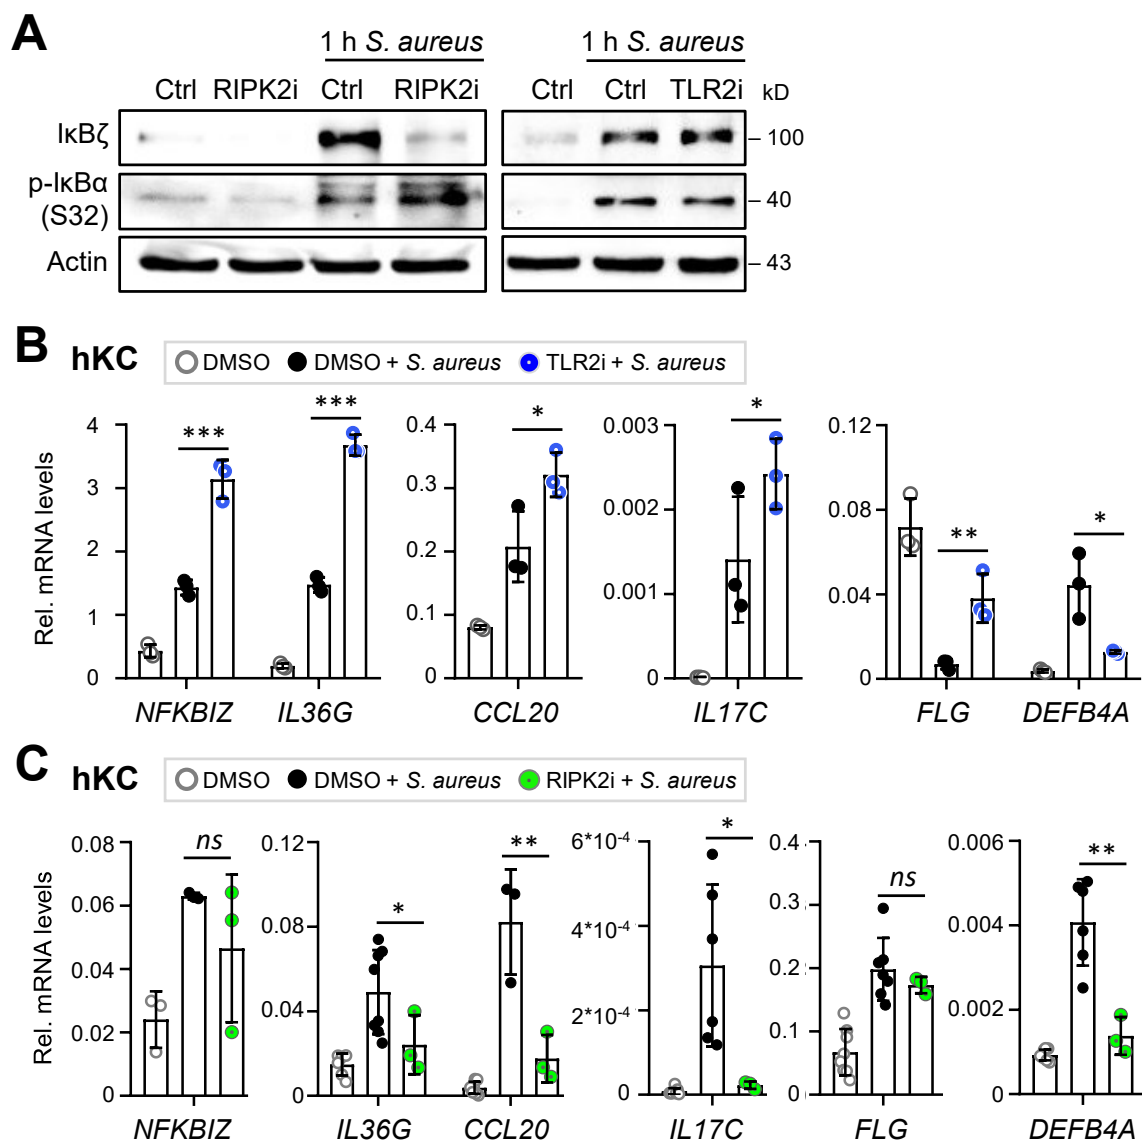 A
1 h S. aureus
1 h S. aureus
Ctrl RIPK2i Ctrl RIPK2i Ctrl Ctrl TLR2i kD
IκBζ
– 100
p-IκBα
(S32)
– 40
Actin
– 43
B hKC
DMSO DMSO + S. aureus TLR2i + S. aureus
Rel. mRNA levels
4
3
2
1
0
*** ***
NFKBIZ IL36G
0.4
0.3
0.2
0.1
0
*
CCL20
0.003
0.002
0.001
0
*
IL17C
0.12
0.08
0.04
0
** *
FLG DEFB4A
C hKC
DMSO DMSO + S. aureus RIPK2i + S. aureus
Rel. mRNA levels
0.08
0.06
0.04
0.02
0
ns
NFKBIZ
0.12
0.08
0.04
0
* **
IL36G CCL20
6*10-4
4*10-4
2*10-4
0
*
IL17C
0.4
0.3
0.2
0.1
0
ns
FLG
0.006
0.004
0.002
0
**
DEFB4A